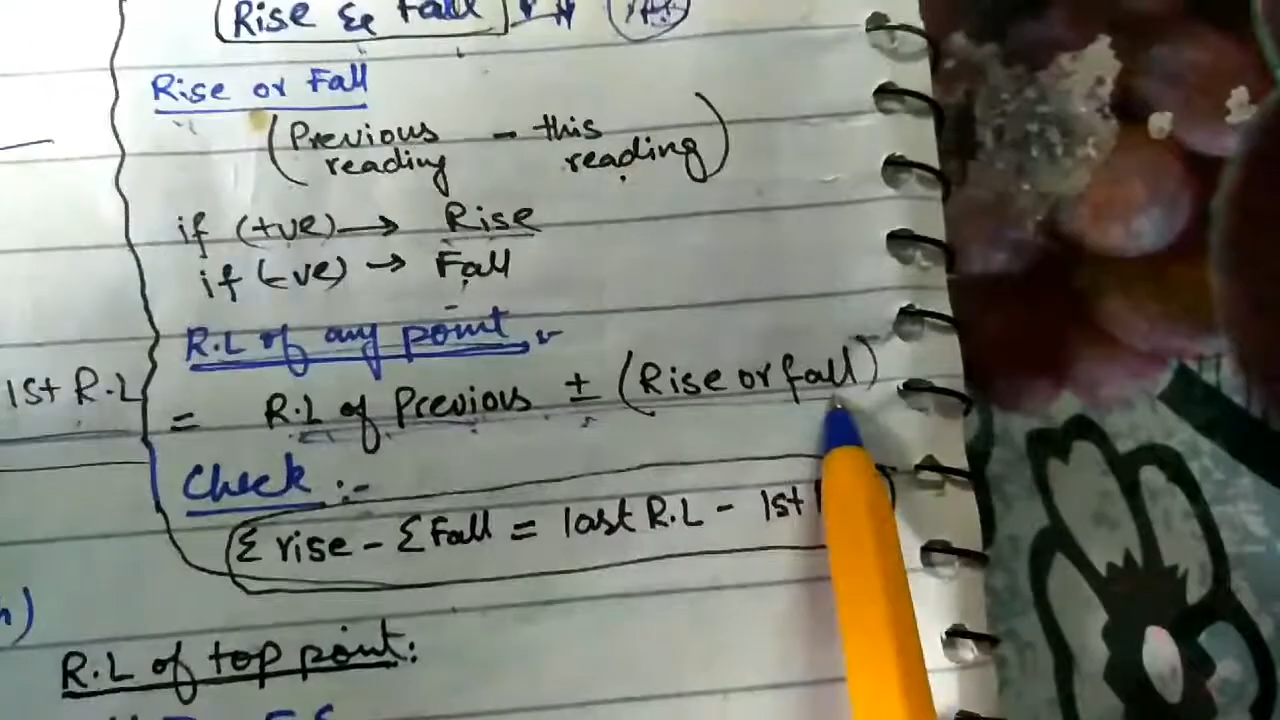 Rise & Fall
Rise or Fall
(Previous reading - this reading)
if (+ve) → Rise
if (-ve) → Fall
R.L of any point
1st R.L
= R.L of Previous ± (Rise or fall)
Check :-
Σ rise - Σ Fall = last R.L - 1st
R.L of top point: